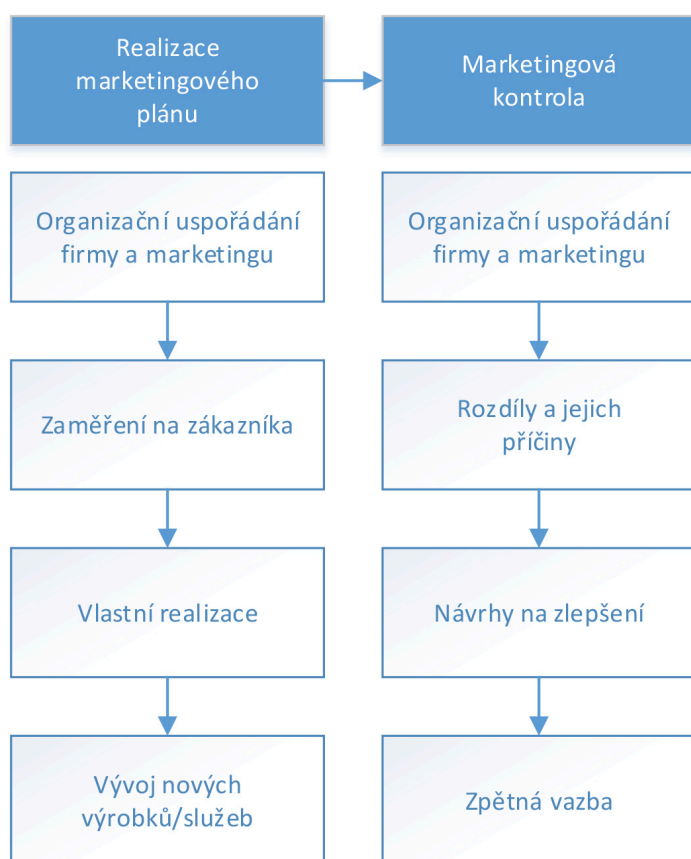 Realizace
marketingového
plánu
Marketingová
kontrola
Organizační uspořádání
firmy a marketingu
Zaměření na zákazníka
Vlastní realizace
Vývoj nových
výrobků/služeb
Organizační uspořádání
firmy a marketingu
Rozdíly a jejich
příčiny
Návrhy na zlepšení
Zpětná vazba